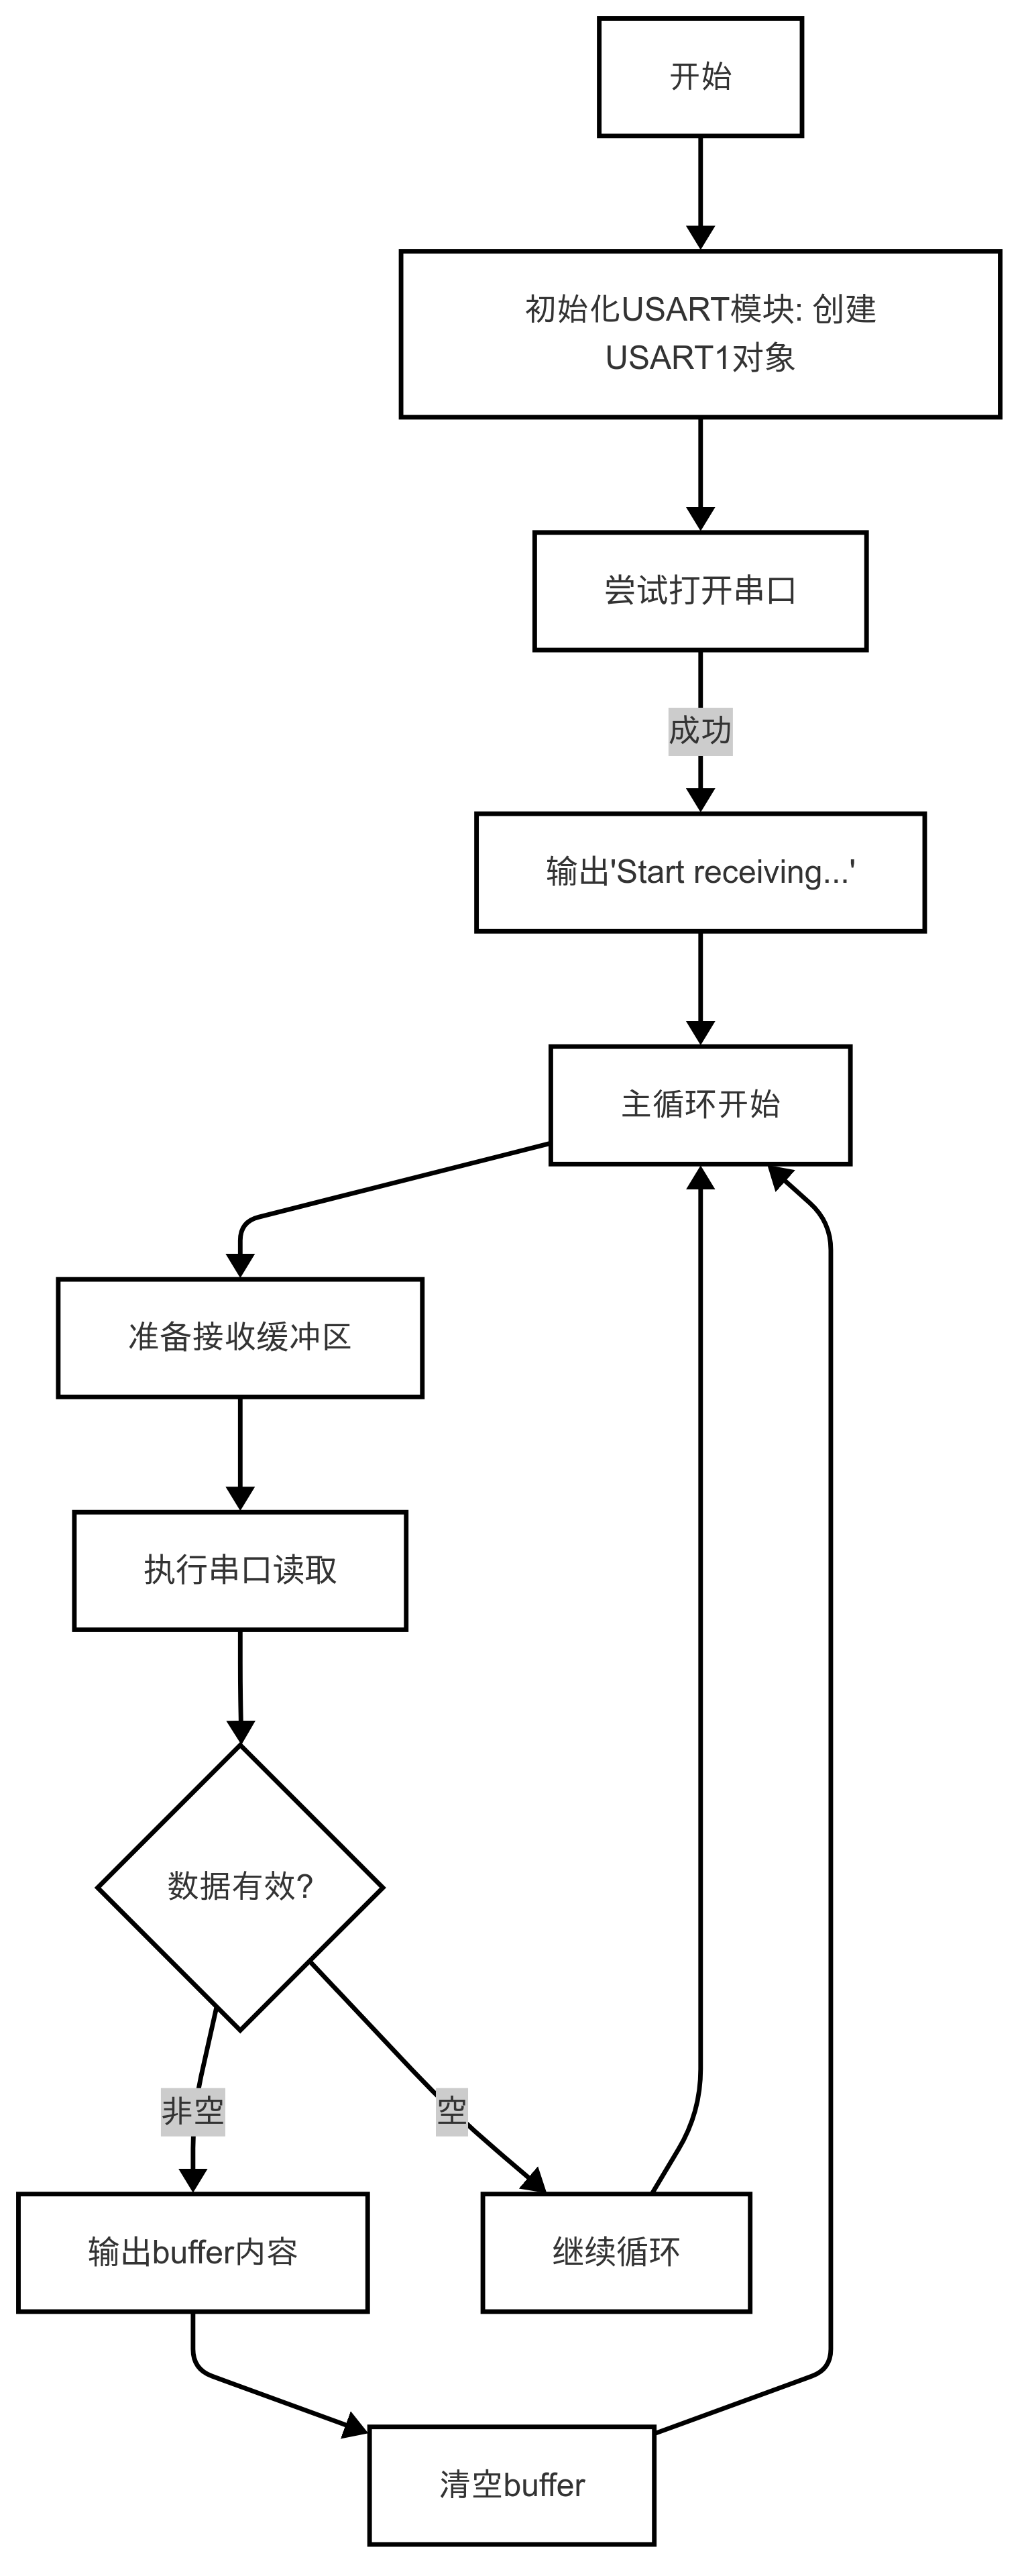 开始
初始化USART模块: 创建
USART1对象
尝试打开串口
成功
输出'Start receiving...'
主循环开始
准备接收缓冲区
执行串口读取
数据有效?
非空
空
输出buffer内容
继续循环
清空buffer